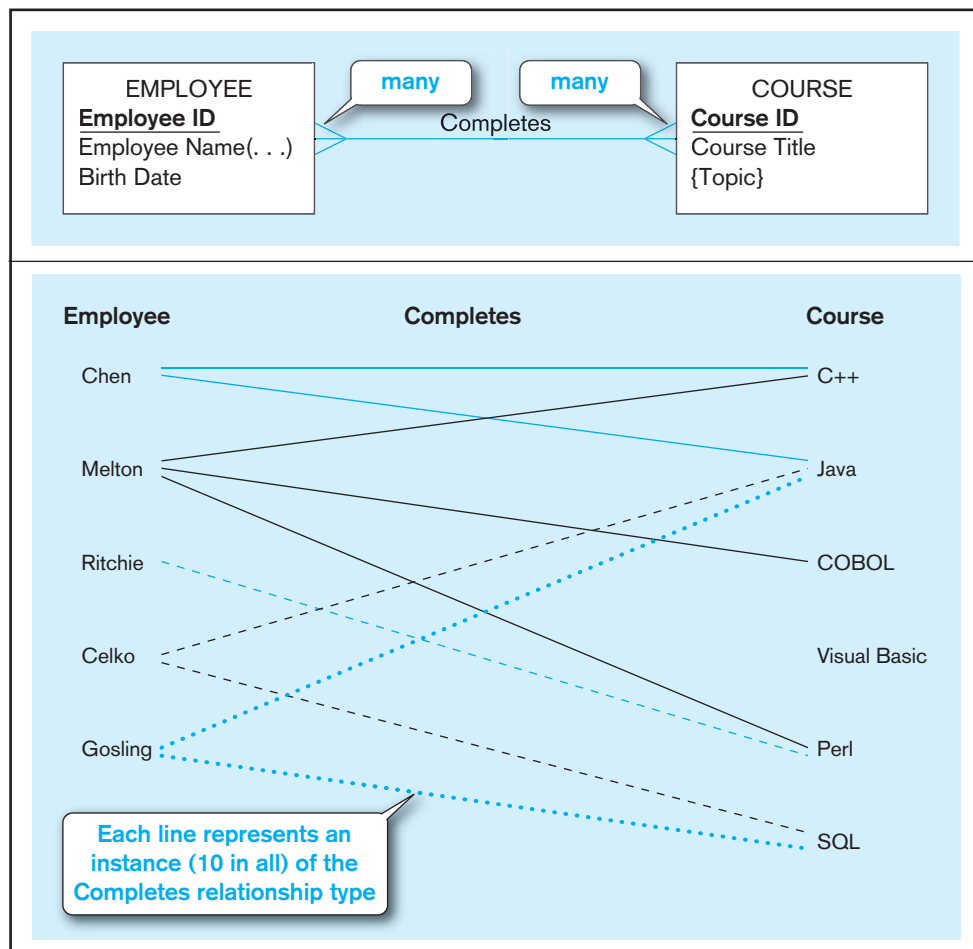 many
many
EMPLOYEE
Employee ID
Employee Name(. . .)
Birth Date
Completes
COURSE
Course ID
Course Title
{Topic}
Employee
Completes
Course
Chen
C++
Melton
Java
Ritchie
COBOL
Celko
Visual Basic
Gosling
Perl
SQL
Each line represents an
instance (10 in all) of the
Completes relationship type